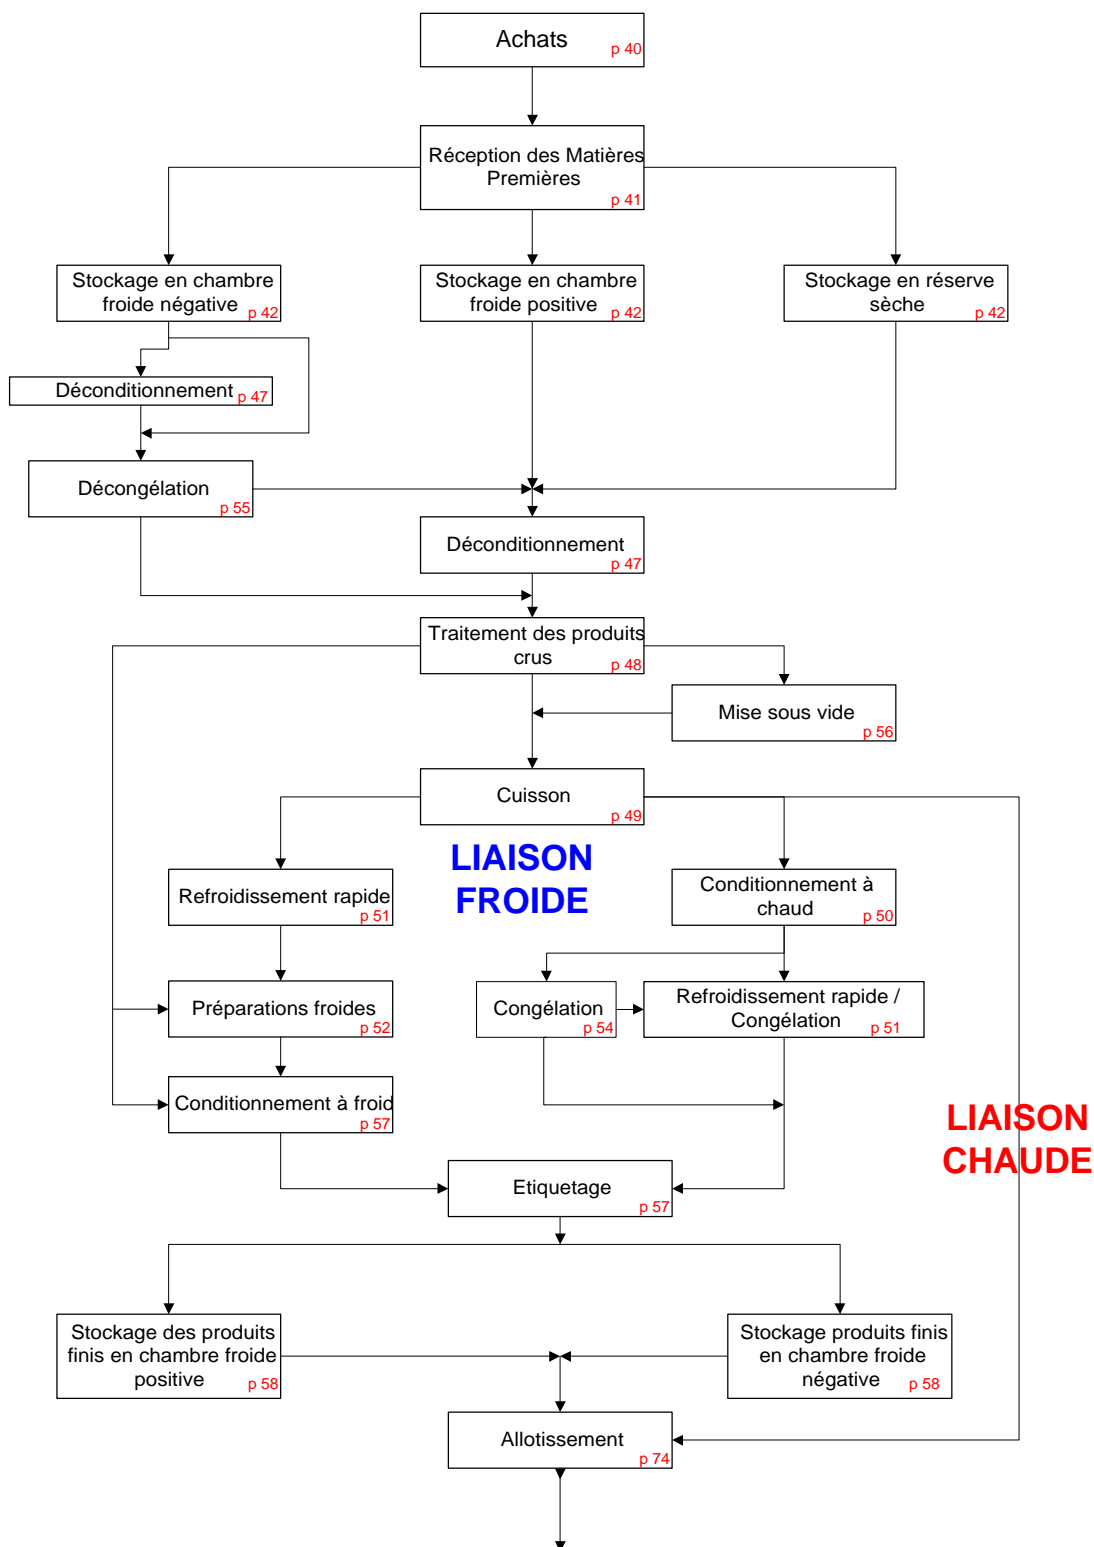 Achats
p 40
Réception des Matières
Premières
p 41
Stockage en chambre
froide négative
p 42
Stockage en chambre
froide positive
p 42
Stockage en réserve
sèche
p 42
Déconditionnement
p 47
Décongélation
p 55
Déconditionnement
p 47
Traitement des produits
crus
p 48
Mise sous vide
p 56
Cuisson
p 49
LIAISON
FROIDE
Refroidissement rapide
p 51
Conditionnement à
chaud
p 50
Préparations froides
p 52
Congélation
p 54
Refroidissement rapide /
Congélation
p 51
Conditionnement à froid
p 57
LIAISON
CHAUDE
Etiquetage
p 57
Stockage des produits
finis en chambre froide
positive
p 58
Stockage produits finis
en chambre froide
négative
p 58
Allotissement
p 74